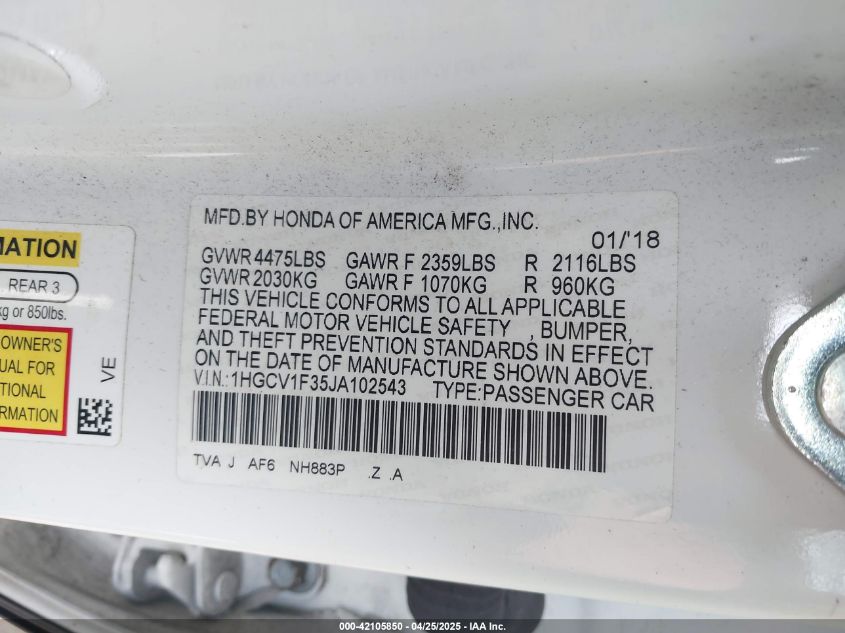 MFD.BY HONDA OF AMERICA MFG.,INC.
01/'18
GVWR 4475LBS GAWR F 2359LBS R 2116LBS
GVWR 2030KG GAWR F 1070KG R 960KG
THIS VEHICLE CONFORMS TO ALL APPLICABLE
FEDERAL MOTOR VEHICLE SAFETY , BUMPER,
AND THEFT PREVENTION STANDARDS IN EFFECT
ON THE DATE OF MANUFACTURE SHOWN ABOVE.
V.I.N.:1HGCV1F35JA102543 TYPE:PASSENGER CAR
TVA J AF6 NH883P .Z .A
MATION
REAR 3
kg or 850lbs.
OWNER'S
UAL FOR
TIONAL
FORMATION
VE
000-42105850 - 04/25/2025 - IAA Inc.